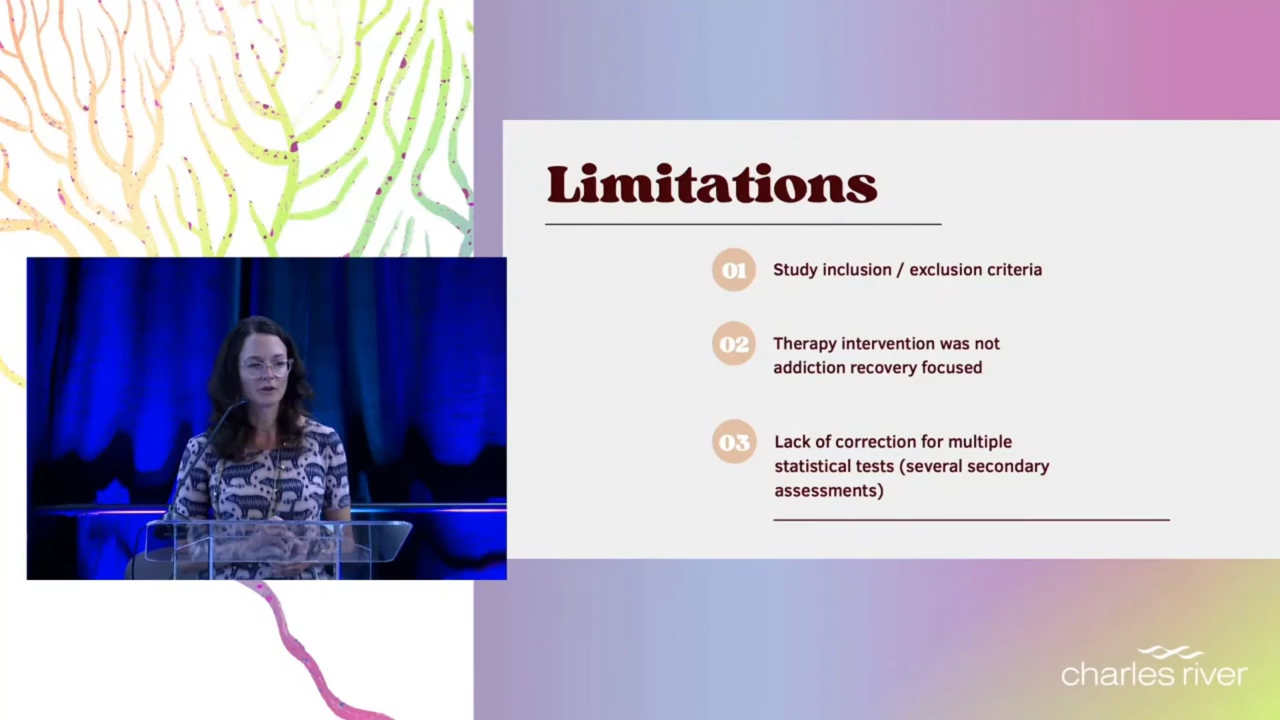 Limitations
01
Study inclusion / exclusion criteria
02
Therapy intervention was not
addiction recovery focused
03
Lack of correction for multiple
statistical tests (several secondary
assessments)
charles river